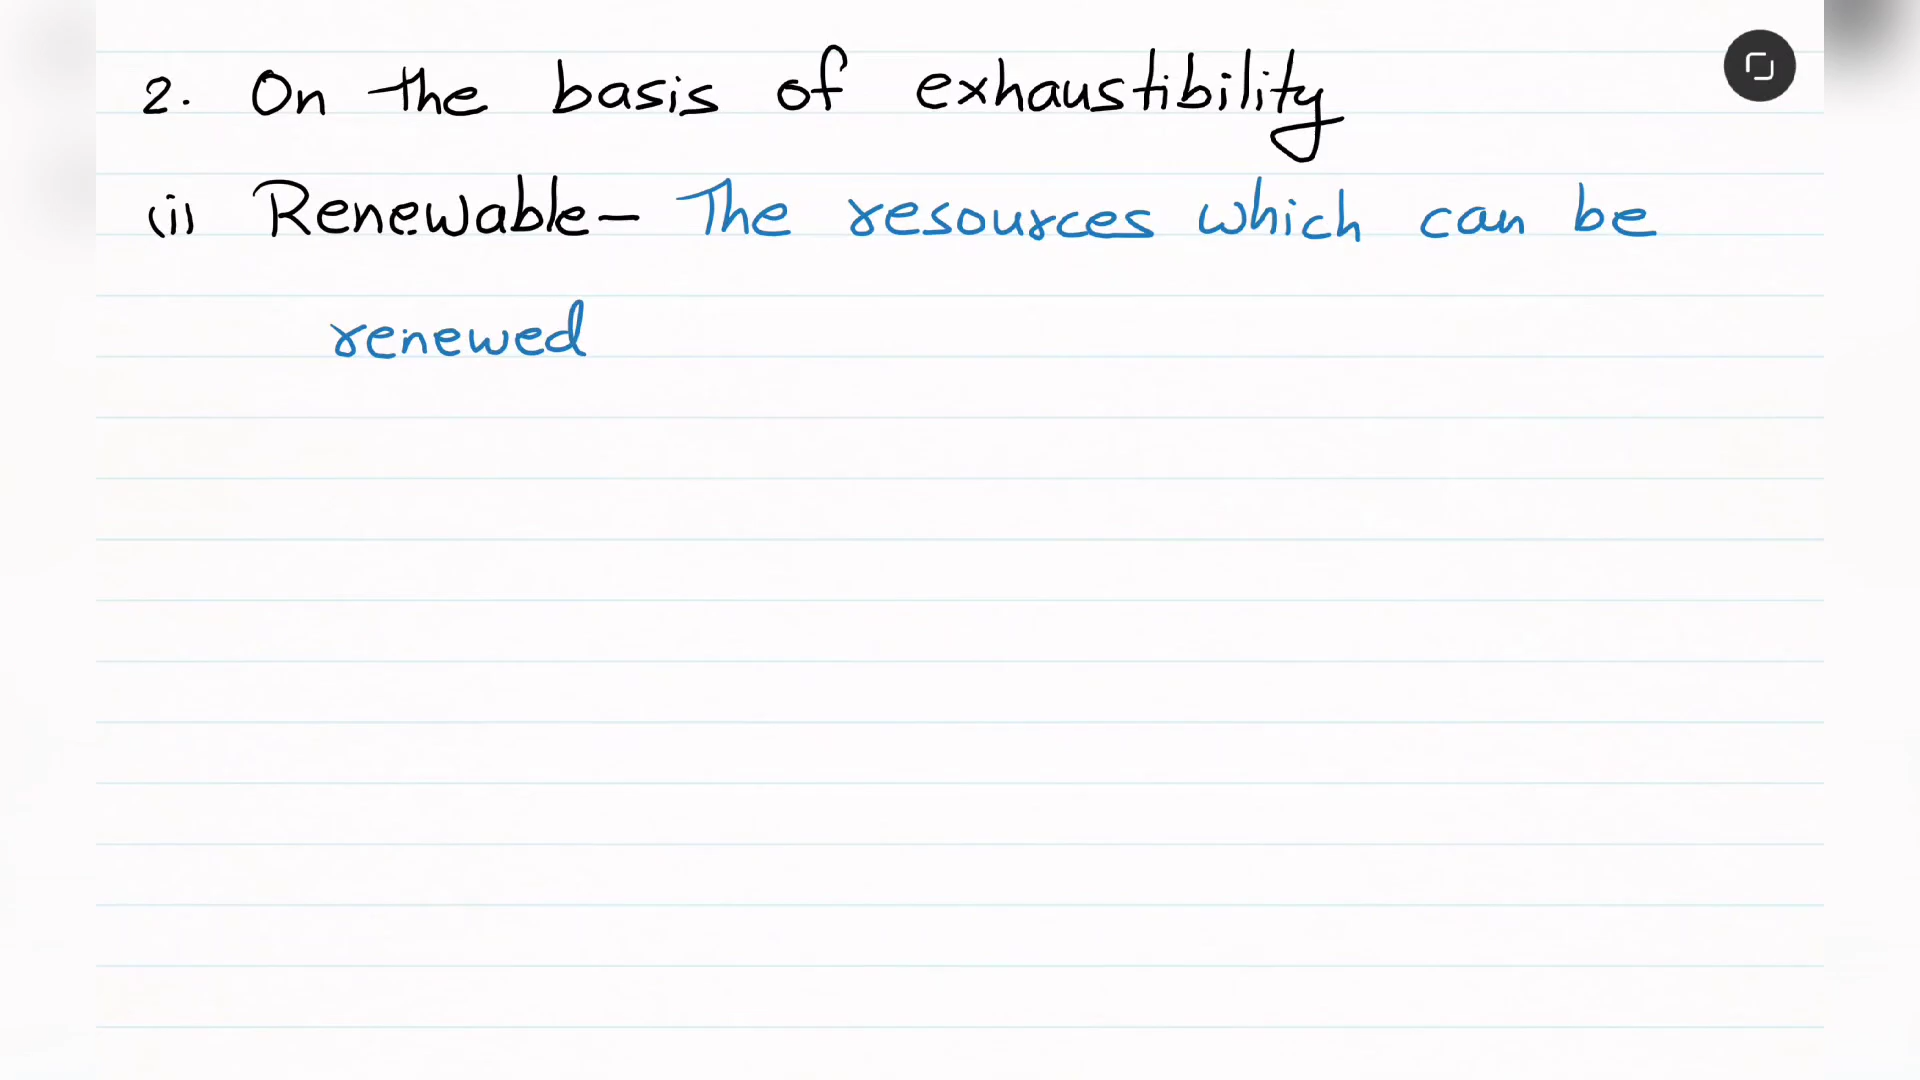 2. On the basis of exhaustibility
(i) Renewable- The resources which can be
renewed